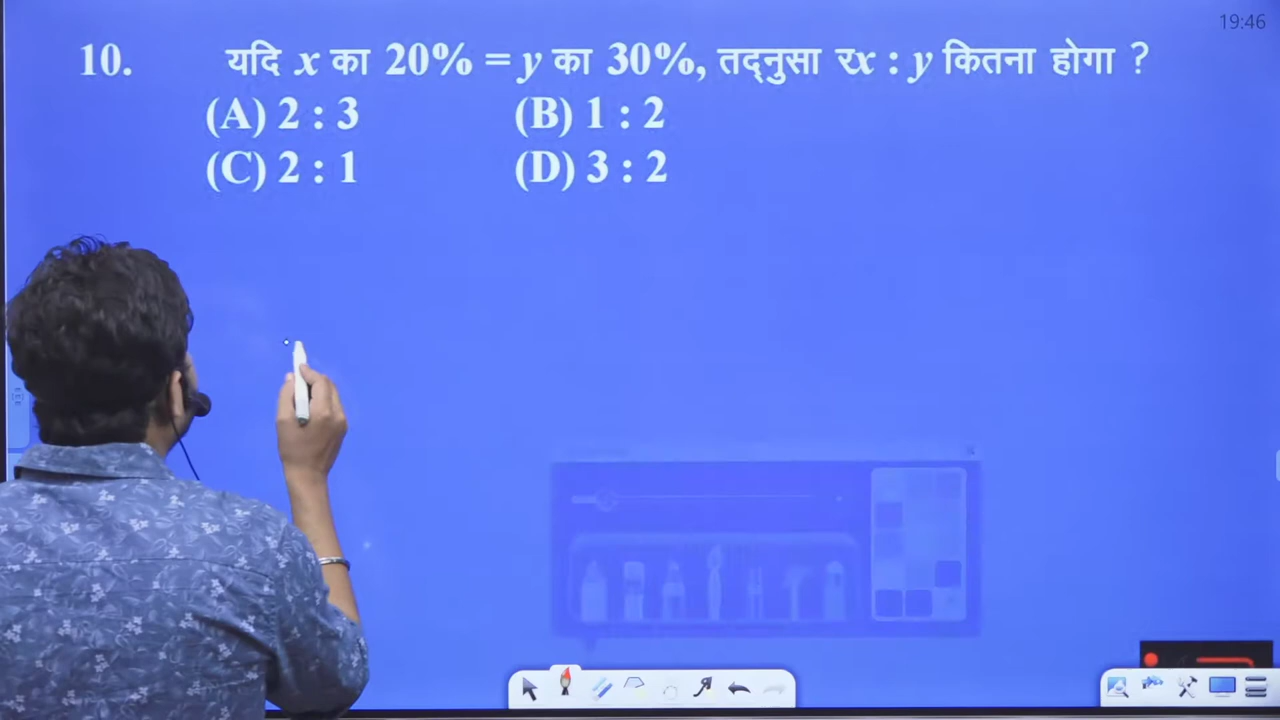 19:46
10. यदि x का 20% = y का 30%, तद्नुसा रx : y कितना होगा ?
(A) 2 : 3 (B) 1 : 2
(C) 2 : 1 (D) 3 : 2